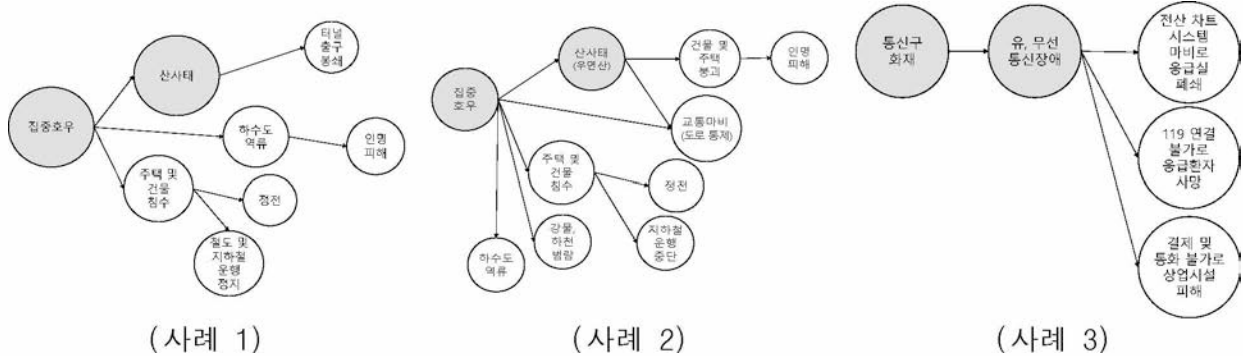 집중호우
산사태
터널
출구
봉쇄
하수도
역류
인명
피해
주택 및
건물
침수
정전
철도 및
지하철
운행
정지
(사례 1)
집중
호우
산사태
(우면산)
건물 및
주택
붕괴
인명
피해
교통마비
(도로 통제)
주택 및
건물
침수
정전
지하철
운행
중단
강물,
하천
범람
하수도
역류
(사례 2)
통신구
화재
유, 무선
통신장애
전산 차트
시스템
마비로
응급실
폐쇄
119 연결
불가로
응급환자
사망
결제 및
통화 불가로
상업시설
피해
(사례 3)